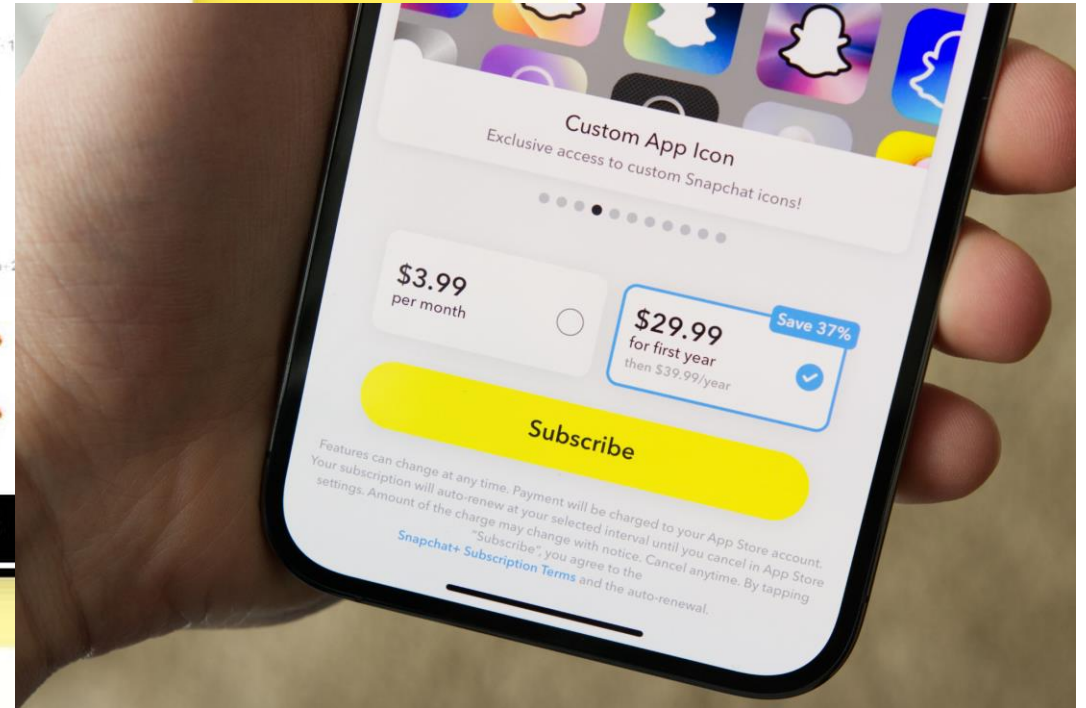 Custom App Icon
Exclusive access to custom Snapchat icons!
$3.99
per month
Save 37%
$29.99
for first year
then $39.99/year
Subscribe
Features can change at any time. Payment will be charged to your App Store account.
Your subscription will auto-renew at your selected interval until you cancel in App Store
settings. Amount of the charge may change with notice. Cancel anytime. By tapping
"Subscribe", you agree to the
Snapchat+ Subscription Terms and the auto-renewal.